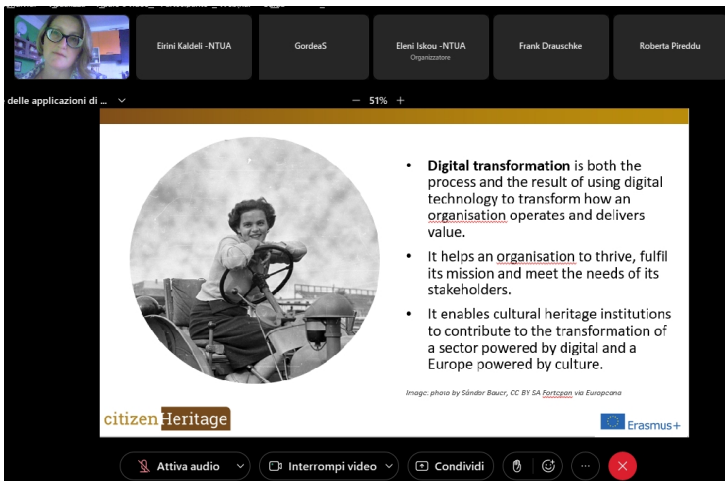 Eirini Kaldeli -NTUA
GordeaS
Eleni Iskou -NTUA
Organizzatore
Frank Drauschke
Roberta Pireddu
delle applicazioni di ...
51%
• Digital transformation is both the
process and the result of using digital
technology to transform how an
organisation operates and delivers
value.
• It helps an organisation to thrive, fulfil
its mission and meet the needs of its
stakeholders.
• It enables cultural heritage institutions
to contribute to the transformation of
a sector powered by digital and a
Europe powered by culture.
Image: photo by Sándor Bauer, CC BY SA Fortepan via Europeana
citizenHeritage
Erasmus+
Attiva audio
Interrompi video
Condividi